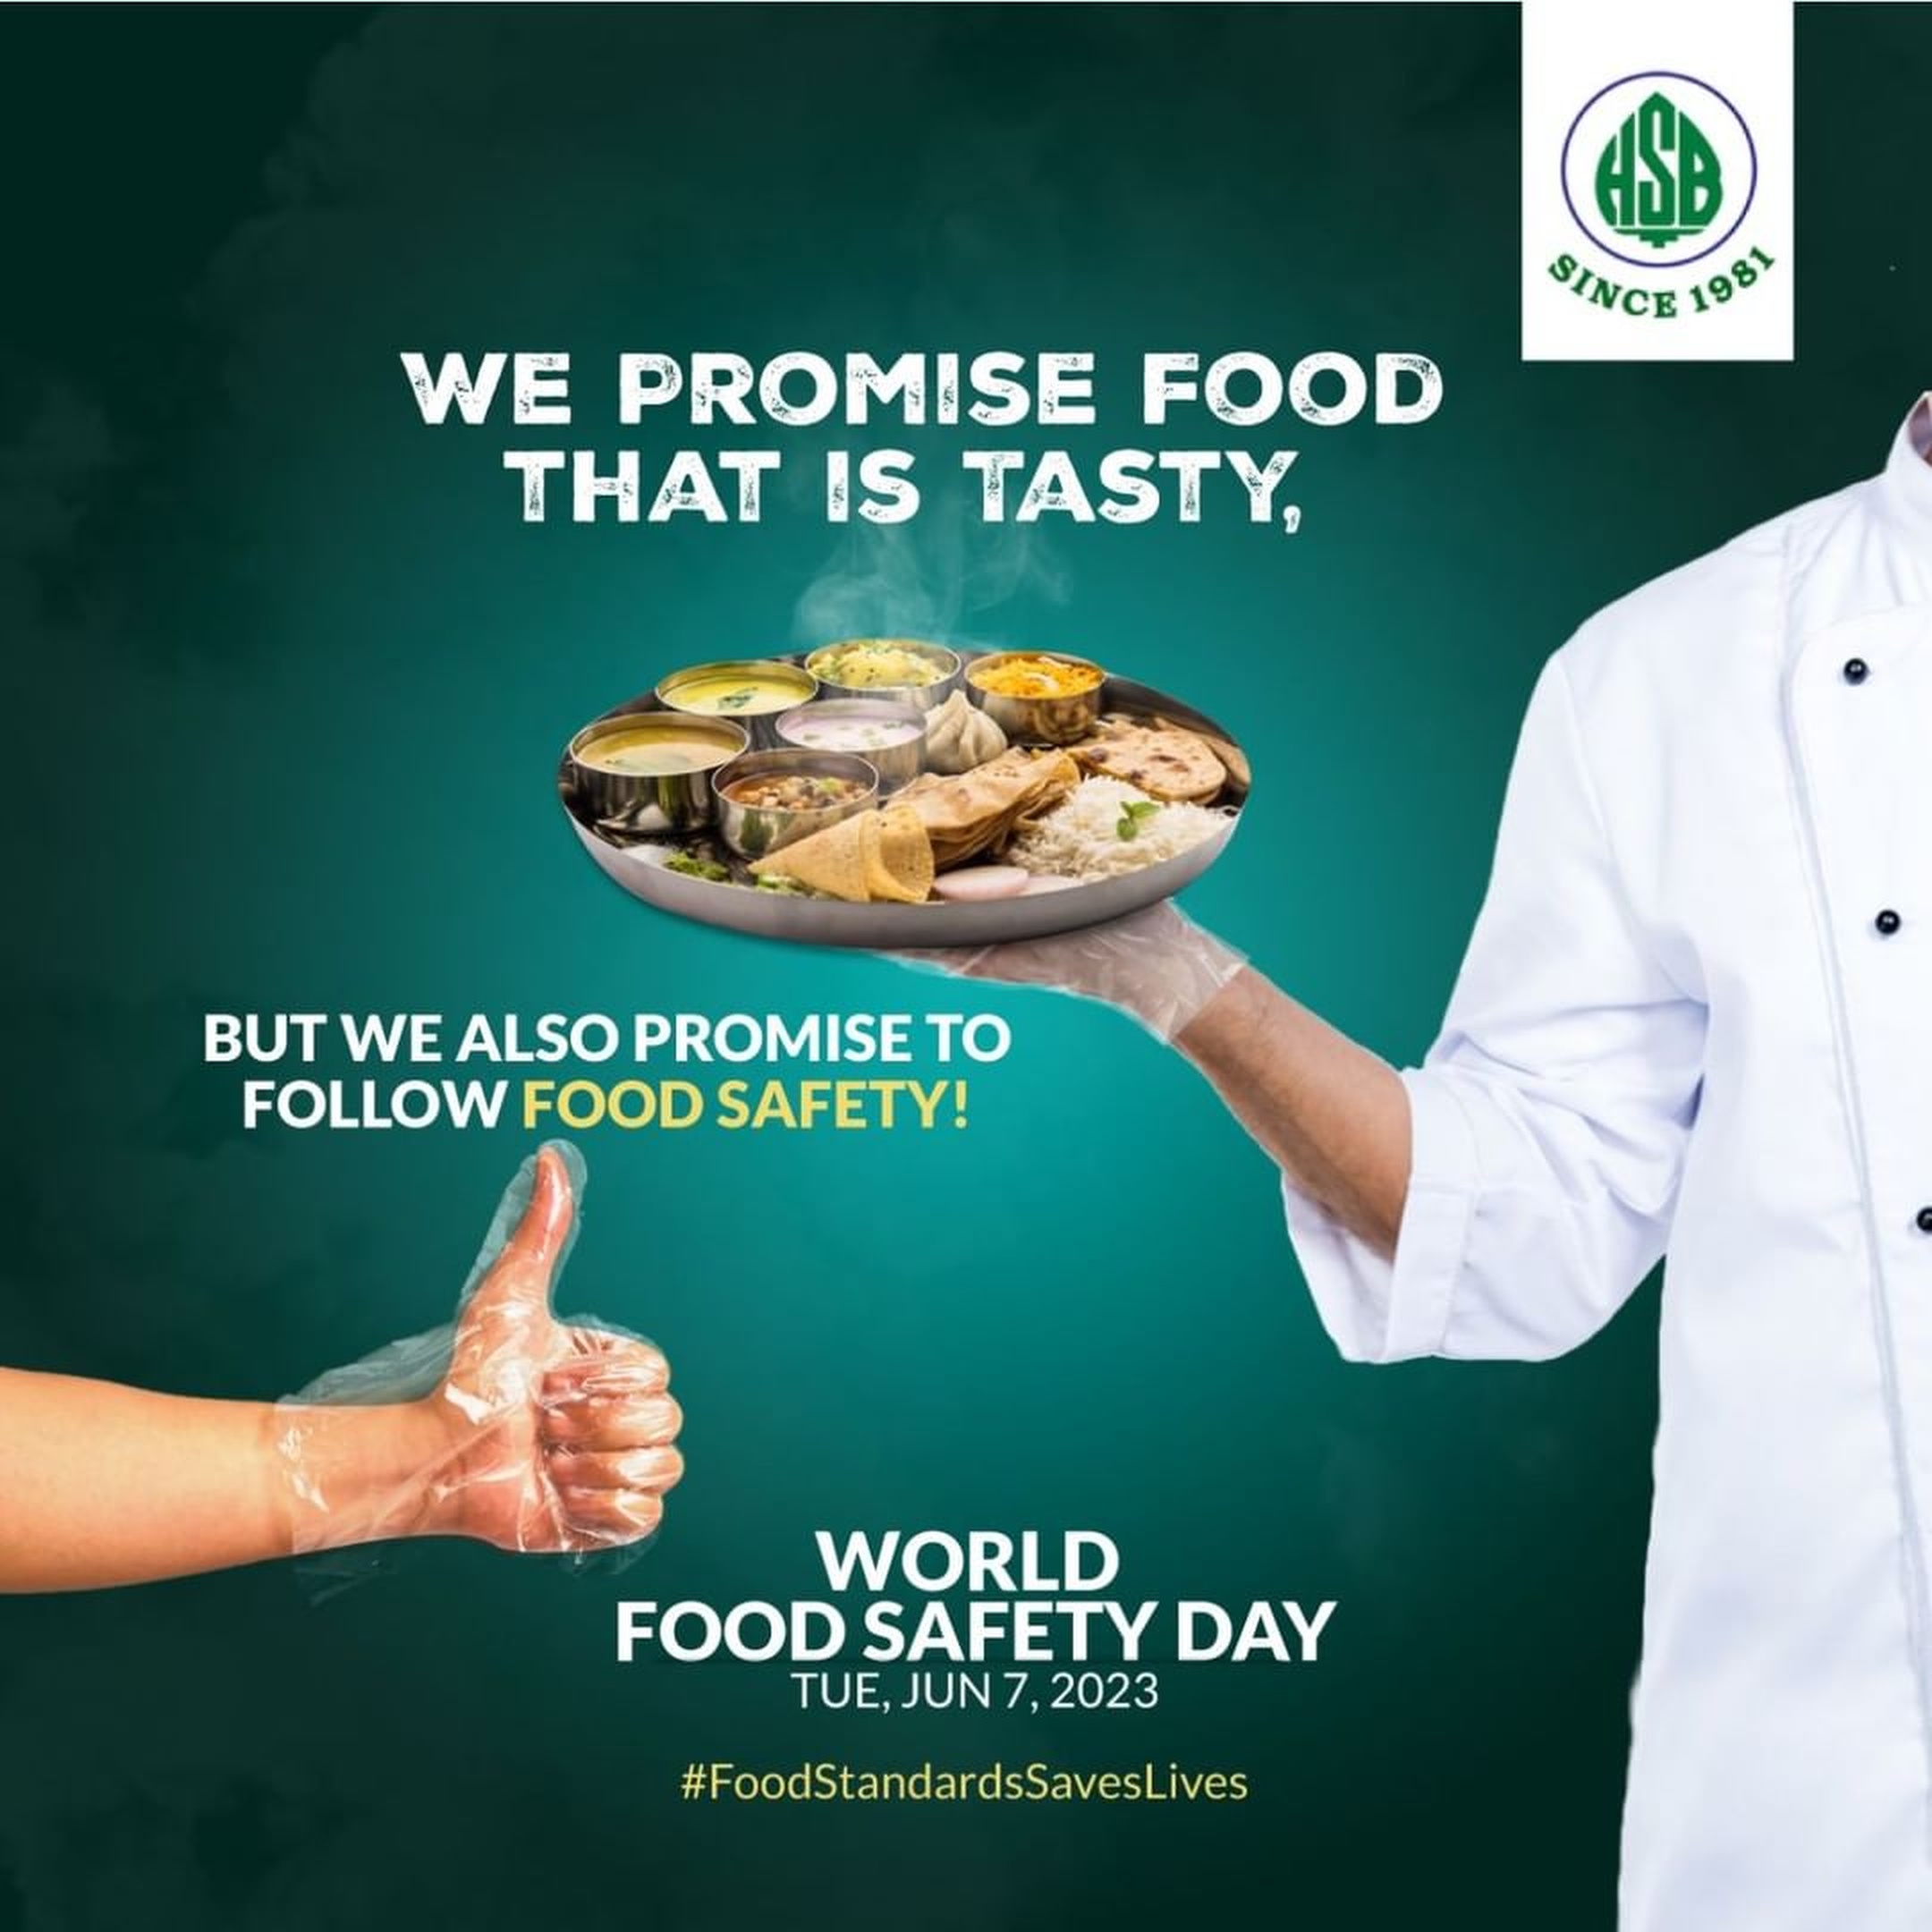 HSB
SINCE 1981
WE PROMISE FOOD
THAT IS TASTY,
BUT WE ALSO PROMISE TO
FOLLOW FOOD SAFETY!
WORLD
FOOD SAFETY DAY
TUE, JUN 7, 2023
#FoodStandardsSavesLives